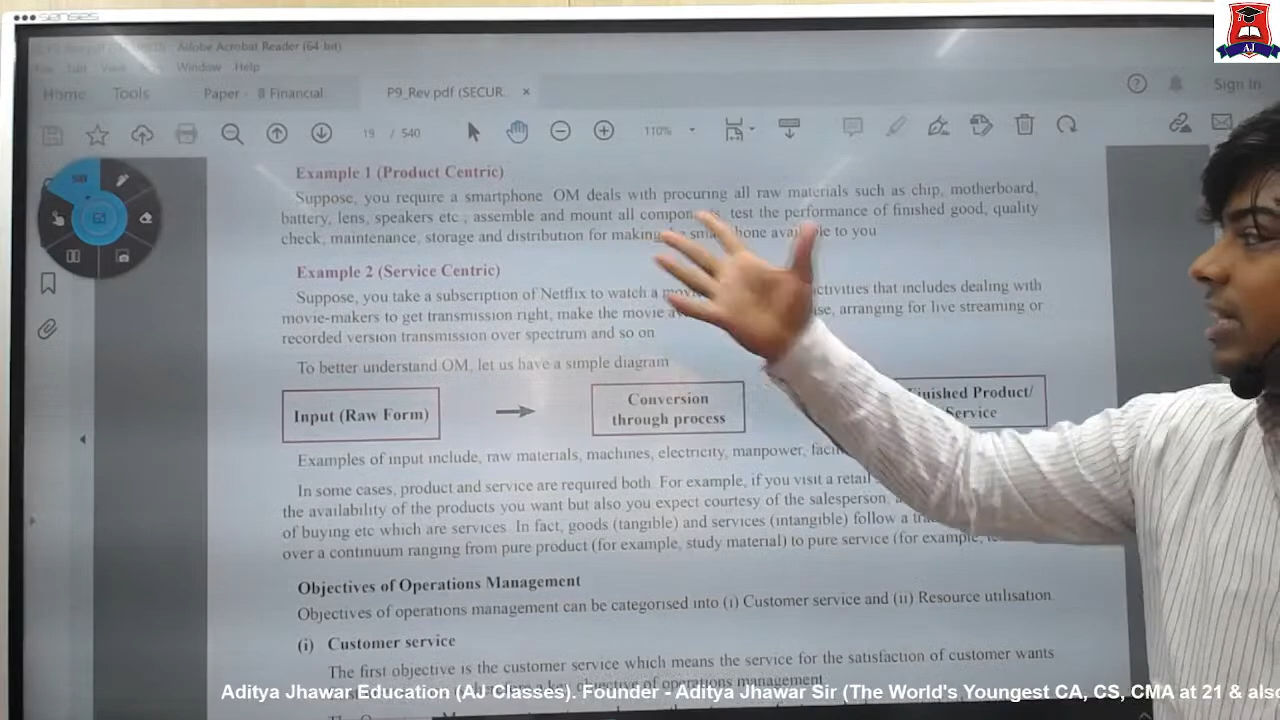 senses
Adobe Acrobat Reader (64 bit)
Window Help
Home Tools Paper - 8 Financial P9_Rev.pdf (SECUR... × Sign In
19 / 540 110%
Example 1 (Product Centric)
Suppose, you require a smartphone OM deals with procuring all raw materials such as chip, motherboard,
battery, lens, speakers etc , assemble and mount all test the performance of finished good, quality
check, maintenance, storage and distribution for making to you
Example 2 (Service Centric)
Suppose, you take a subscription of Netflix to watch a activities that includes dealing with
movie-makers to get transmission right, make the movie arranging for live streaming or
recorded version transmission over spectrum and so on
To better understand OM, let us have a simple diagram
Input (Raw Form)
Conversion
through process
Product/
Examples of input include, raw materials, machines, electricity, manpower,
In some cases, product and service are required both. For example, if you visit a retail
the availability of the products you want but also you expect courtesy of the salesperson,
of buying etc which are services. In fact, goods (tangible) and services (intangible) follow a
over a continuum ranging from pure product (for example, study material) to pure service (for example,
Objectives of Operations Management
Objectives of operations management can be categorised into (i) Customer service and (ii) Resource utilisation
(i) Customer service
The first objective is the customer service which means the service for the satisfaction of customer wants
a key objective of operations management
AJ
Aditya Jhawar Education (AJ Classes). Founder - Aditya Jhawar Sir (The World's Youngest CA, CS, CMA at 21 & also